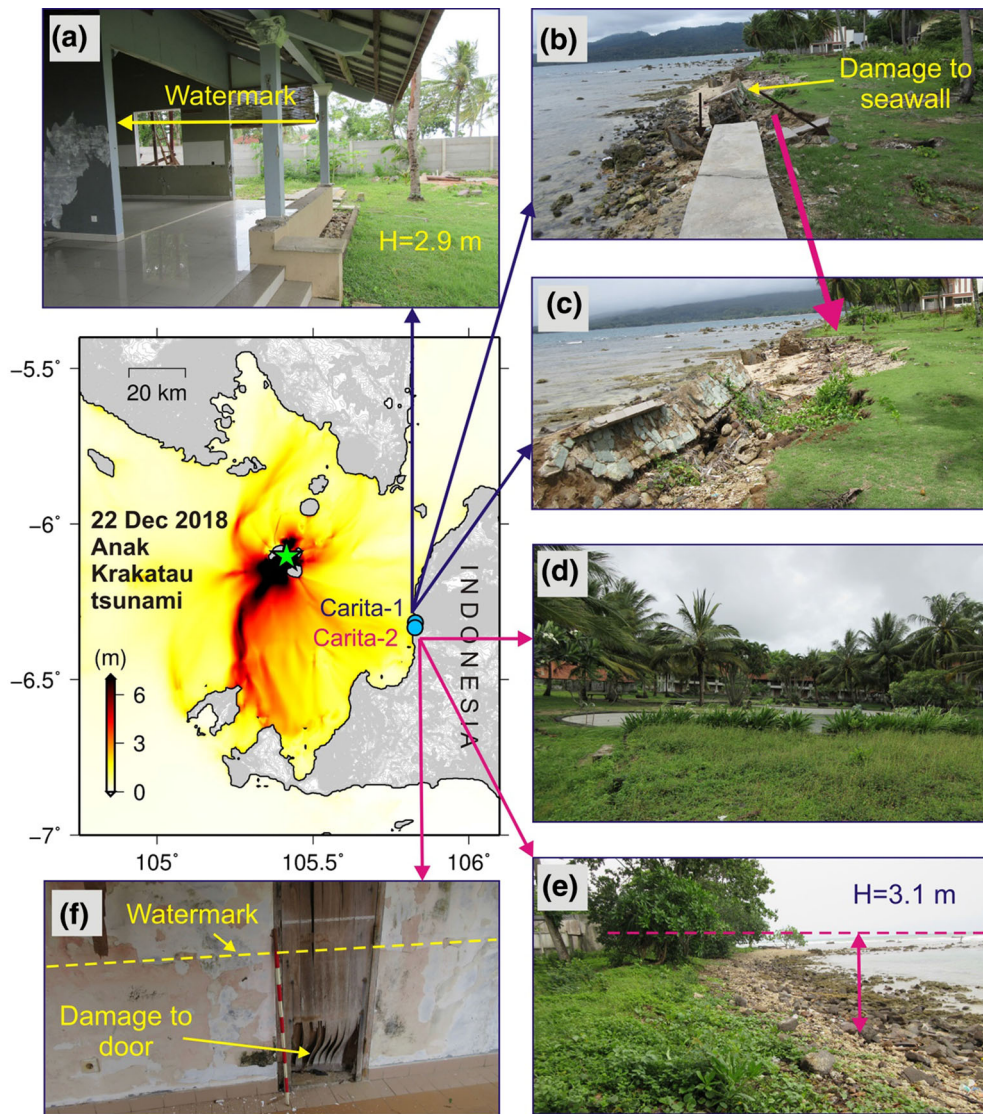 (a)
Watermark
H=2.9 m
(b)
Damage to
seawall
(c)
−5.5°
20 km
−6°
22 Dec 2018
Anak
Krakatau
tsunami
Carita-1
Carita-2
INDONESIA
−6.5°
(m)
6
3
0
−7°
105°
105.5°
106°
(d)
(e)
H=3.1 m
(f)
Watermark
Damage to
door